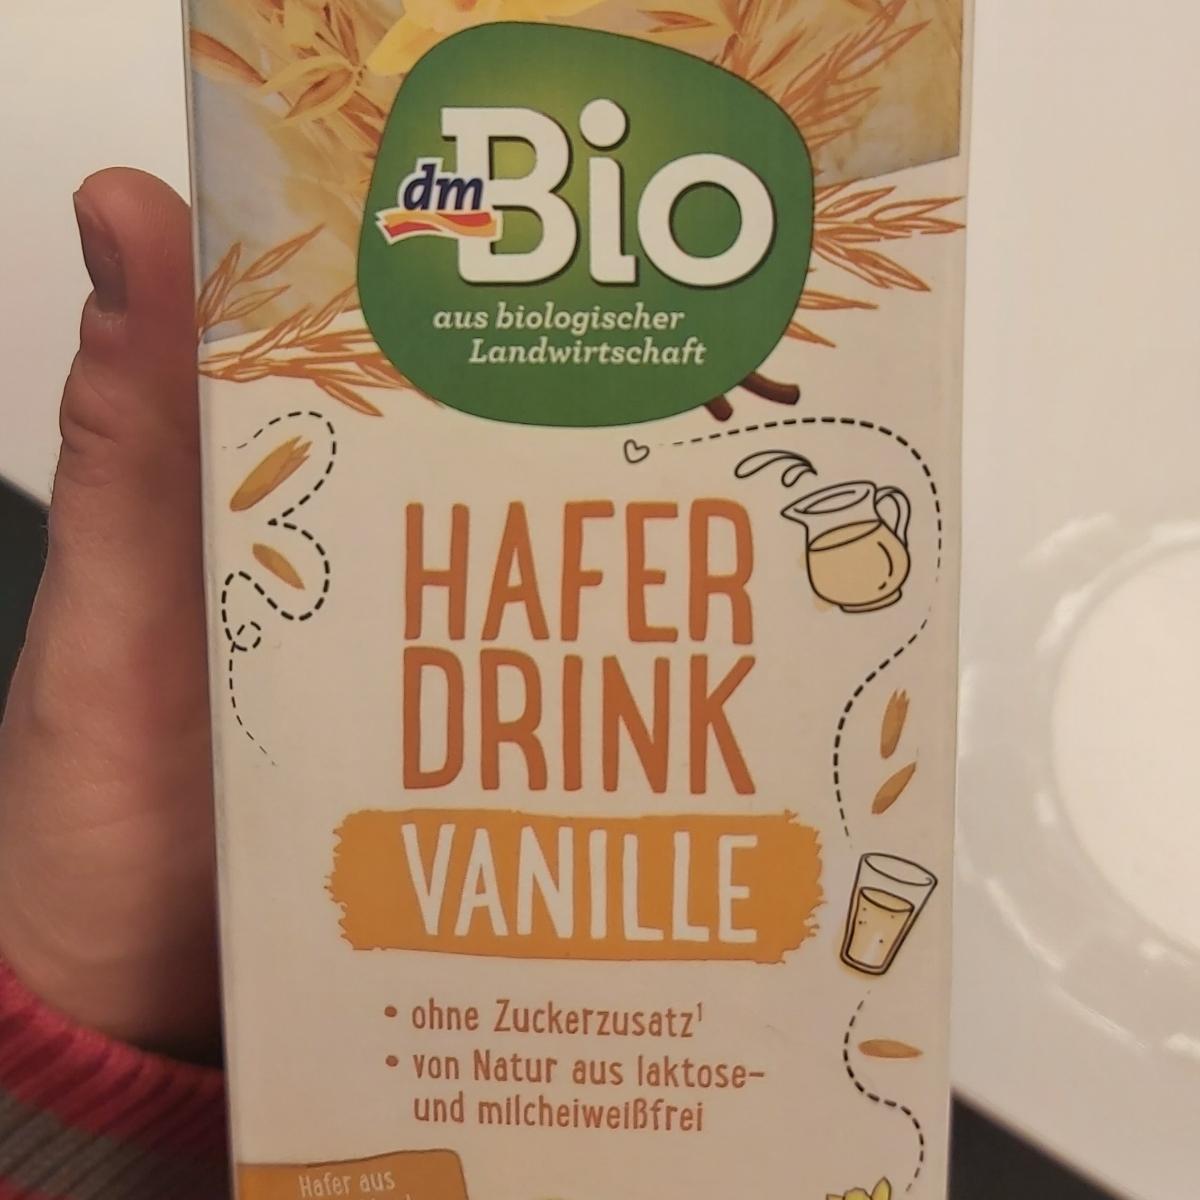 dm
Bio
aus biologischer
Landwirtschaft
HAFER
DRINK
VANILLE
• ohne Zuckerzusatz¹
• von Natur aus laktose-
und milcheiweißfrei
Hafer aus